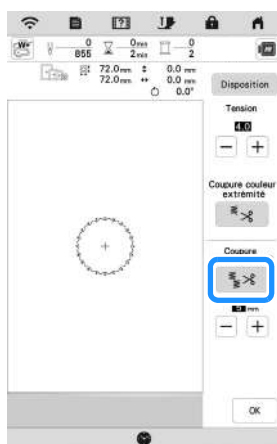 0
855
0 mm
2 min
0
2
72.0 mm
72.0 mm
0.0 mm
0.0 mm
0.0°
Disposition
Tension
4.0
− +
Coupure couleur
extrémité
Coupure
mm
− +
OK